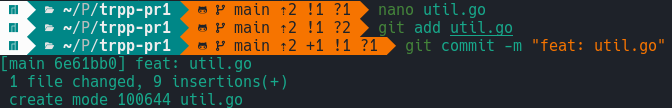 ~/P/trpp-pr1 main ↑2 !1 ?1 nano util.go
~/P/trpp-pr1 main ↑2 !1 ?2 git add util.go
~/P/trpp-pr1 main ↑2 +1 !1 ?1 git commit -m "feat: util.go"
[main 6e61bb0] feat: util.go
1 file changed, 9 insertions(+)
create mode 100644 util.go